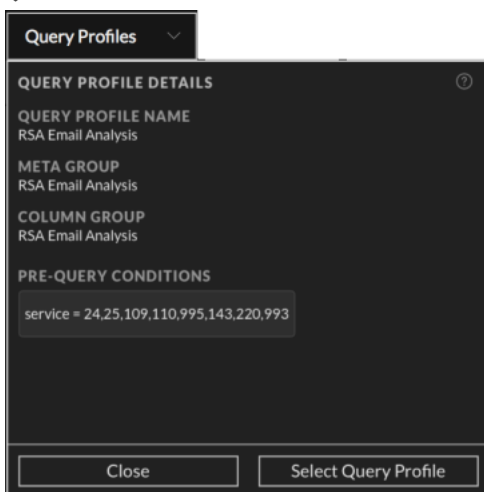 Query Profiles
QUERY PROFILE DETAILS
QUERY PROFILE NAME
RSA Email Analysis
META GROUP
RSA Email Analysis
COLUMN GROUP
RSA Email Analysis
PRE-QUERY CONDITIONS
service = 24,25,109,110,995,143,220,993
Close
Select Query Profile